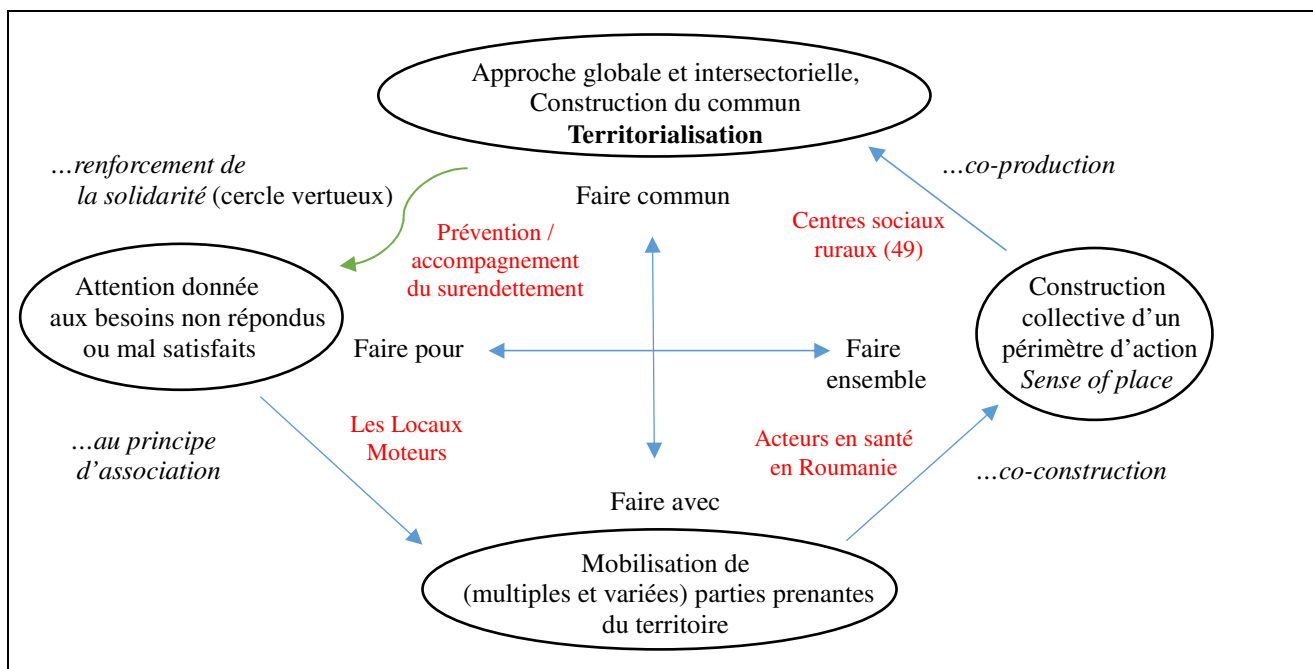 Approche globale et intersectorielle,
Construction du commun
Territorialisation
…renforcement de
la solidarité (cercle vertueux)
…co-production
Faire commun
Prévention /
accompagnement
du surendettement
Centres sociaux
ruraux (49)
Attention donnée
aux besoins non répondus
ou mal satisfaits
Faire pour
Faire
ensemble
Construction
collective d’un
périmètre d’action
Sense of place
…au principe
d’association
Les Locaux
Moteurs
Acteurs en santé
en Roumanie
…co-construction
Faire avec
Mobilisation de
(multiples et variées) parties prenantes
du territoire